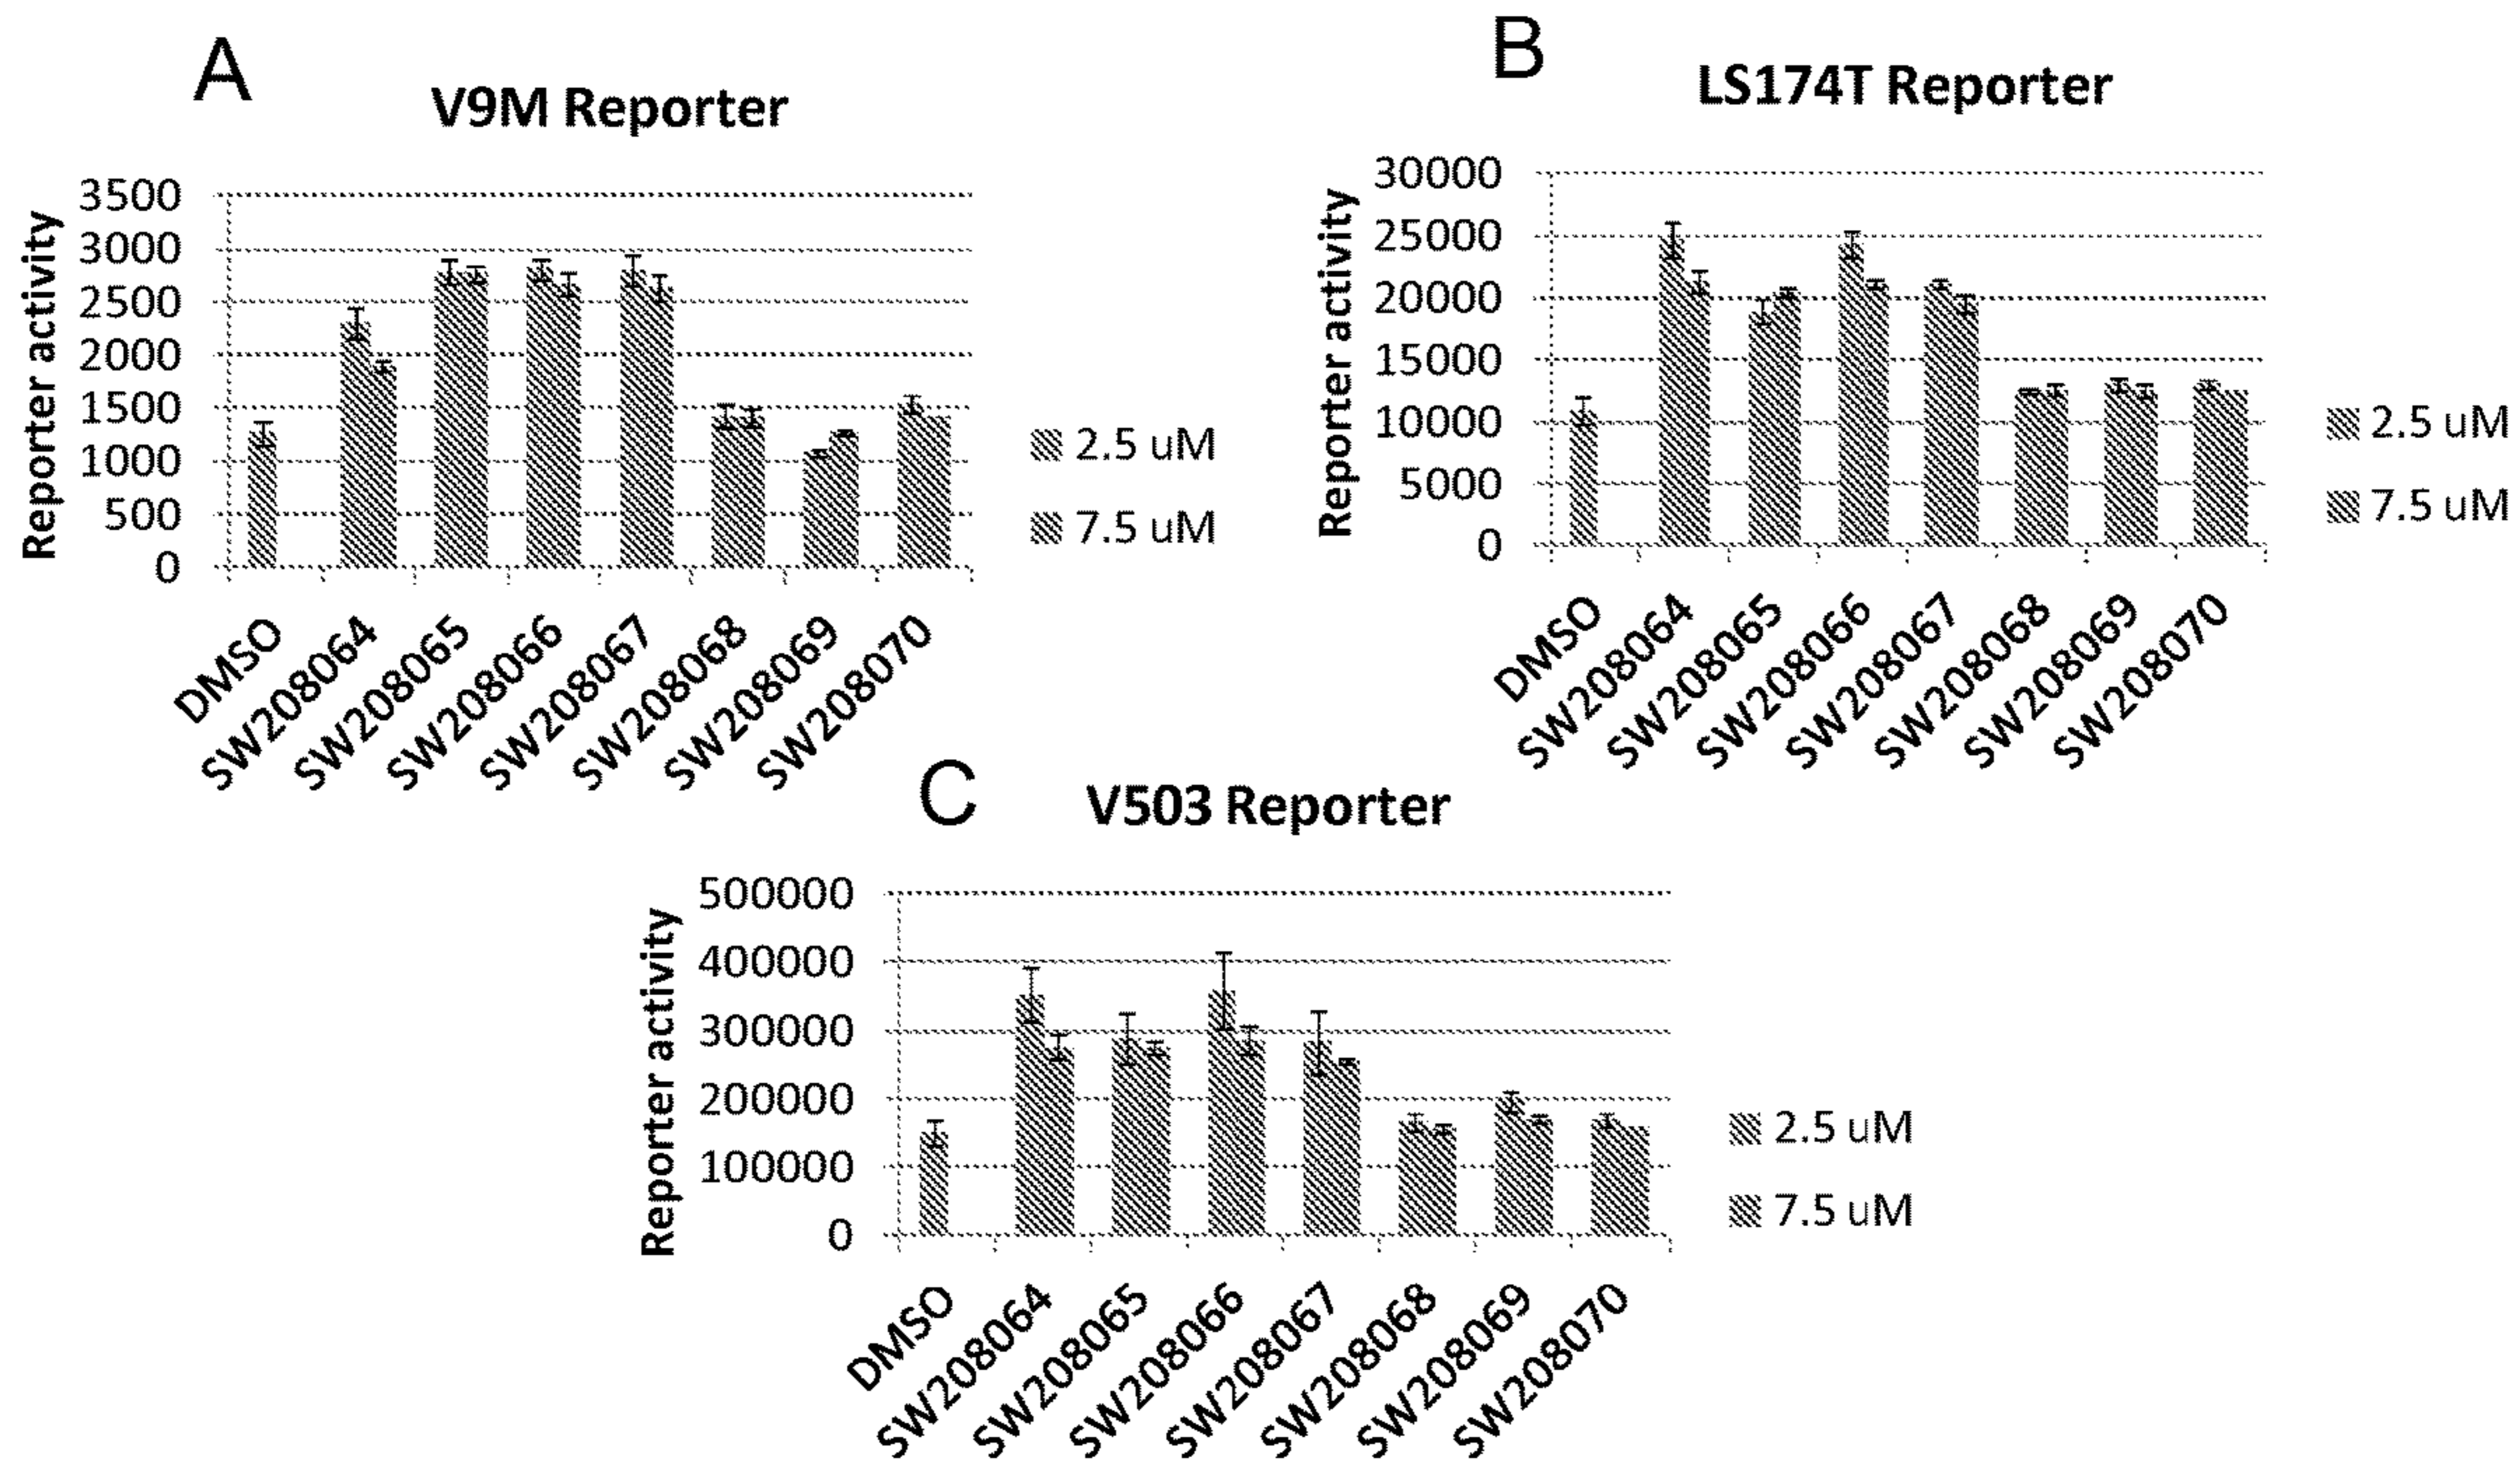 A
V9M Reporter
Reporter activity
3500
3000
2500
2000
1500
1000
500
0
DMSO
SW208064
SW208065
SW208066
SW208067
SW208068
SW208069
SW208070
2.5 uM
7.5 uM
B
LS174T Reporter
Reporter activity
30000
25000
20000
15000
10000
5000
0
DMSO
SW208064
SW208065
SW208066
SW208067
SW208068
SW208069
SW208070
2.5 uM
7.5 uM
C
V503 Reporter
Reporter activity
500000
400000
300000
200000
100000
0
DMSO
SW208064
SW208065
SW208066
SW208067
SW208068
SW208069
SW208070
2.5 uM
7.5 uM